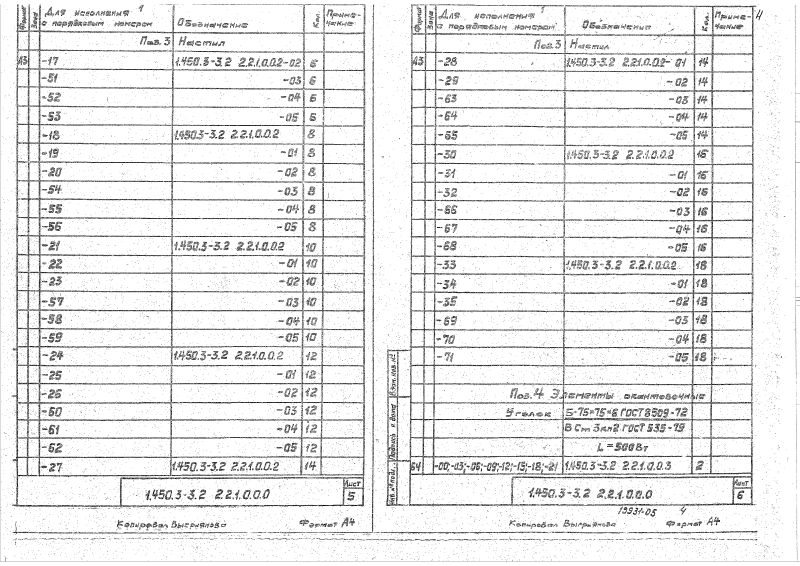 Формат Зона Для исполнения 1 с порядковым номером Обозначение Кол. Приме-чание
Поз.3 Настил
А3 -17 1.450.3-3.2 2.2.1.0.0.2-02 6
-51 -03 6
-52 -04 6
-53 -05 6
-18 1.450.3-3.2 2.2.1.0.0.2 8
-19 -01 8
-20 -02 8
-54 -03 8
-55 -04 8
-56 -05 8
-21 1.450.3-3.2 2.2.1.0.0.2 10
-22 -01 10
-23 -02 10
-57 -03 10
-58 -04 10
-59 -05 10
-24 1.450.3-3.2 2.2.1.0.0.2 12
-25 -01 12
-26 -02 12
-60 -03 12
-61 -04 12
-62 -05 12
-27 1.450.3-3.2 2.2.1.0.0.2 14
1.450.3-3.2 2.2.1.0.0.0 Лист 5
Копировал Выгриянова Формат А4
4
Формат Зона Для исполнения 1 с порядковым номером Обозначение Кол. Приме-чание
Поз.3 Настил
А3 -28 1.450.3-3.2 2.2.1.0.0.2-01 14
-29 -02 14
-63 -03 14
-64 -04 14
-65 -05 14
-30 1.450.3-3.2 2.2.1.0.0.2 16
-31 -01 16
-32 -02 16
-66 -03 16
-67 -04 16
-68 -05 16
-33 1.450.3-3.2 2.2.1.0.0.2 18
-34 -01 18
-35 -02 18
-69 -03 18
-70 -04 18
-71 -05 18
Поз.4 Элементы окантовочные
Уголок Б-75×75×6 ГОСТ 8509-72
В Ст 3кп2 ГОСТ 535-79
L=500 Вт
Б4 -00;-03;-06;-09;-12;-15;-18;-21 1.450.3-3.2 2.2.1.0.0.3 2
Взам.инв.№
Подпись и дата
Инв.№ подл.
1.450.3-3.2 2.2.1.0.0.0 Лист 6
19931-05 4
Копировал Выгриянова Формат А4